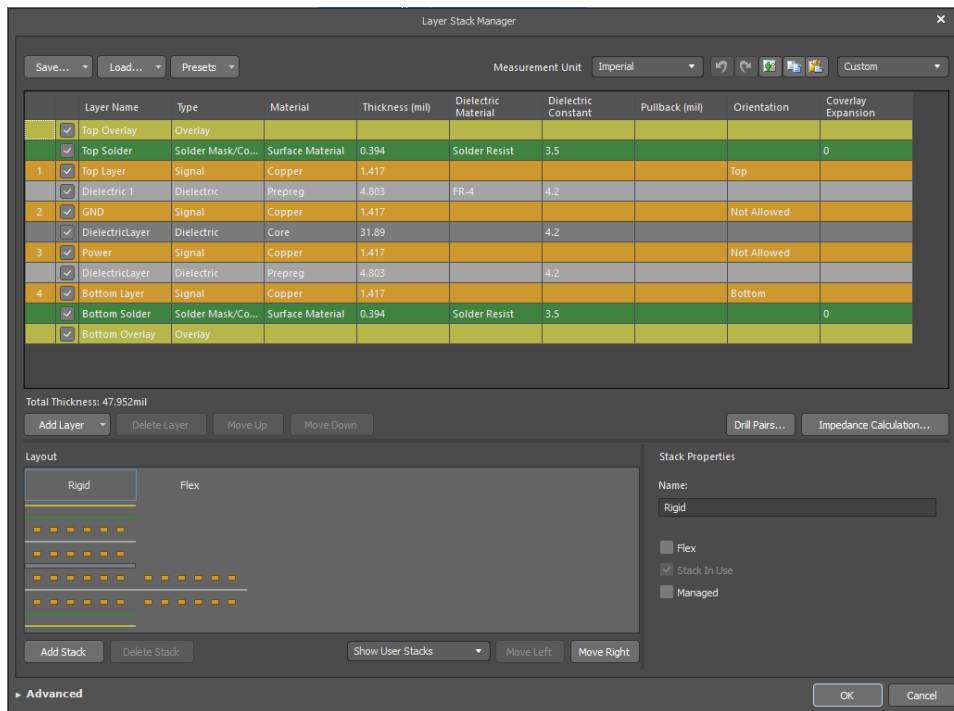 Layer Stack Manager
Save... Load... Presets Measurement Unit Imperial Custom
Layer Name Type Material Thickness (mil) Dielectric Material Dielectric Constant Pullback (mil) Orientation Coverlay Expansion
Top Overlay Overlay
Top Solder Solder Mask/Co... Surface Material 0.394 Solder Resist 3.5 0
1 Top Layer Signal Copper 1.417 Top
Dielectric 1 Dielectric Prepreg 4.803 FR-4 4.2
2 GND Signal Copper 1.417 Not Allowed
DielectricLayer Dielectric Core 31.89 4.2
3 Power Signal Copper 1.417 Not Allowed
DielectricLayer Dielectric Prepreg 4.803 4.2
4 Bottom Layer Signal Copper 1.417 Bottom
Bottom Solder Solder Mask/Co... Surface Material 0.394 Solder Resist 3.5 0
Bottom Overlay Overlay
Total Thickness: 47.952mil
Add Layer Delete Layer Move Up Move Down Drill Pairs... Impedance Calculation...
Layout Stack Properties
Rigid Flex
Name:
Rigid
Flex
Stack In Use
Managed
Add Stack Delete Stack Show User Stacks Move Left Move Right
Advanced OK Cancel